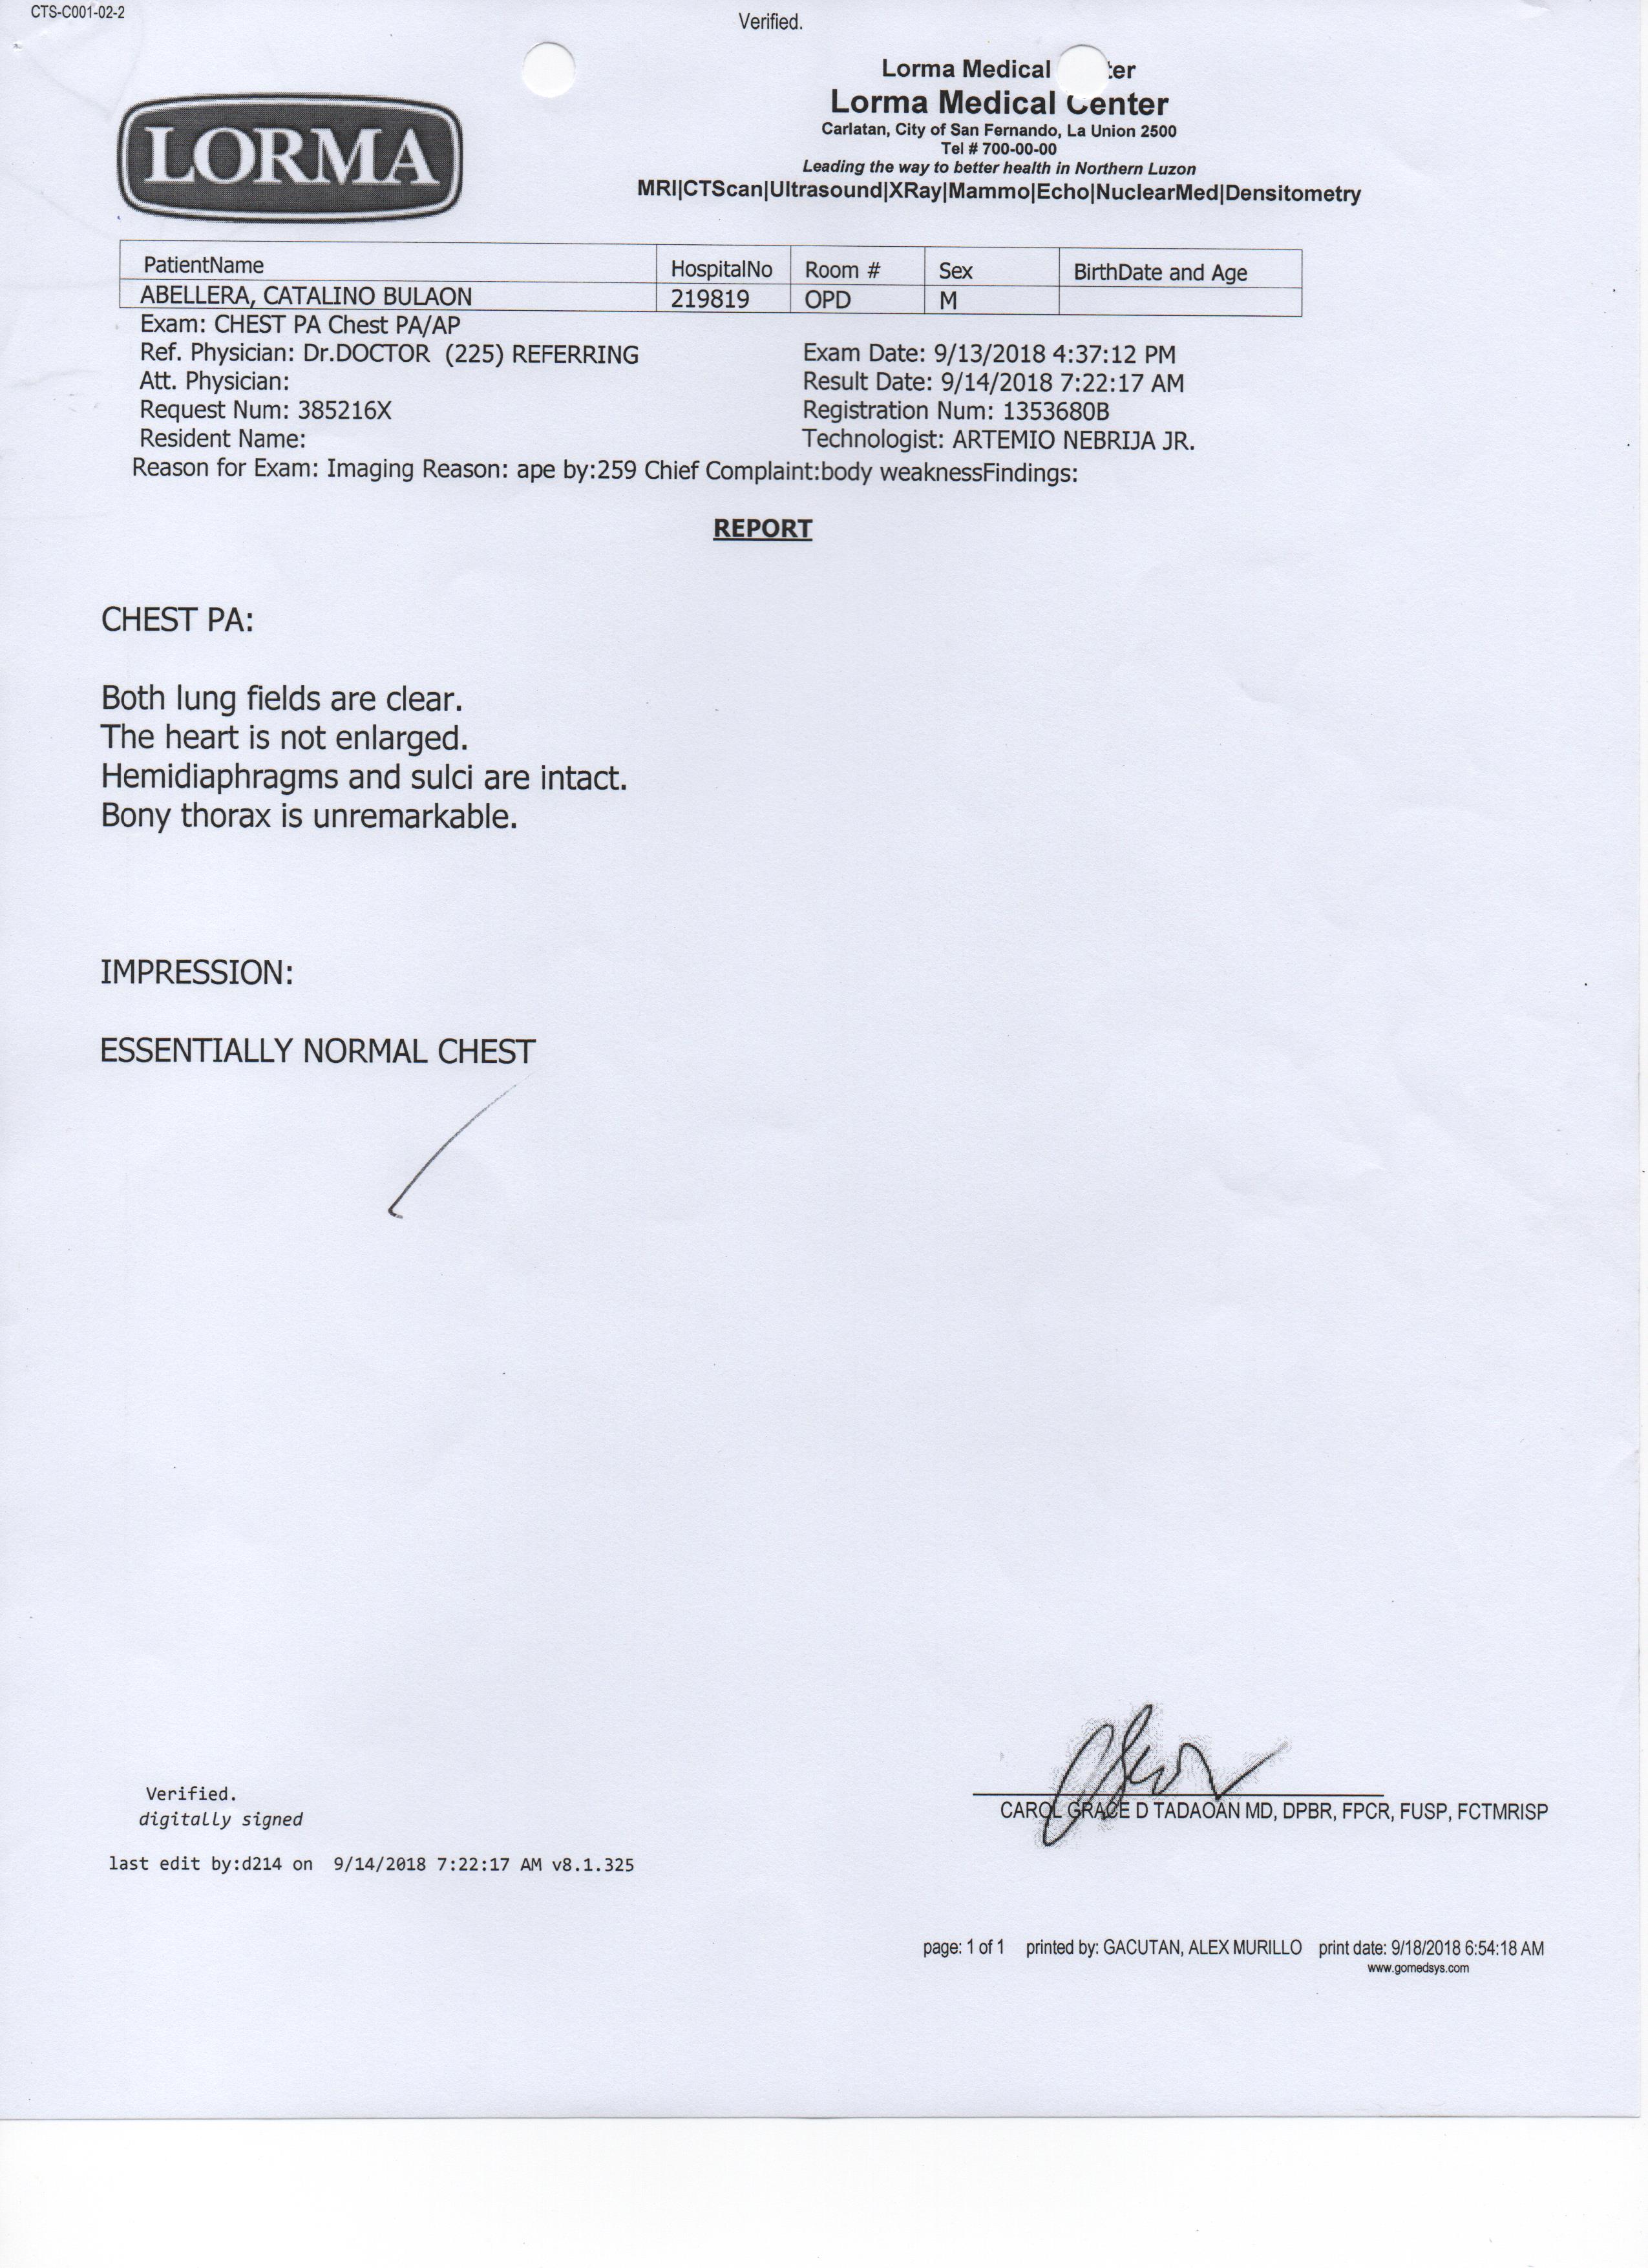 CTS-C001-02-2
Verified.
Lorma Medical ter
LORMA
Lorma Medical Center
Carlatan, City of San Fernando, La Union 2500
Tel # 700-00-00
Leading the way to better health in Northern Luzon
MRI|CTScan|Ultrasound|XRay|Mammo|Echo|NuclearMed|Densitometry
PatientName HospitalNo Room # Sex BirthDate and Age
ABELLERA, CATALINO BULAON 219819 OPD M
Exam: CHEST PA Chest PA/AP
Ref. Physician: Dr.DOCTOR (225) REFERRING Exam Date: 9/13/2018 4:37:12 PM
Att. Physician: Result Date: 9/14/2018 7:22:17 AM
Request Num: 385216X Registration Num: 1353680B
Resident Name: Technologist: ARTEMIO NEBRIJA JR.
Reason for Exam: Imaging Reason: ape by:259 Chief Complaint:body weaknessFindings:
REPORT
CHEST PA:
Both lung fields are clear.
The heart is not enlarged.
Hemidiaphragms and sulci are intact.
Bony thorax is unremarkable.
IMPRESSION:
ESSENTIALLY NORMAL CHEST
Verified.
digitally signed
CAROL GRACE D TADAOAN MD, DPBR, FPCR, FUSP, FCTMRISP
last edit by:d214 on 9/14/2018 7:22:17 AM v8.1.325
page: 1 of 1 printed by: GACUTAN, ALEX MURILLO print date: 9/18/2018 6:54:18 AM
www.gomedsys.com